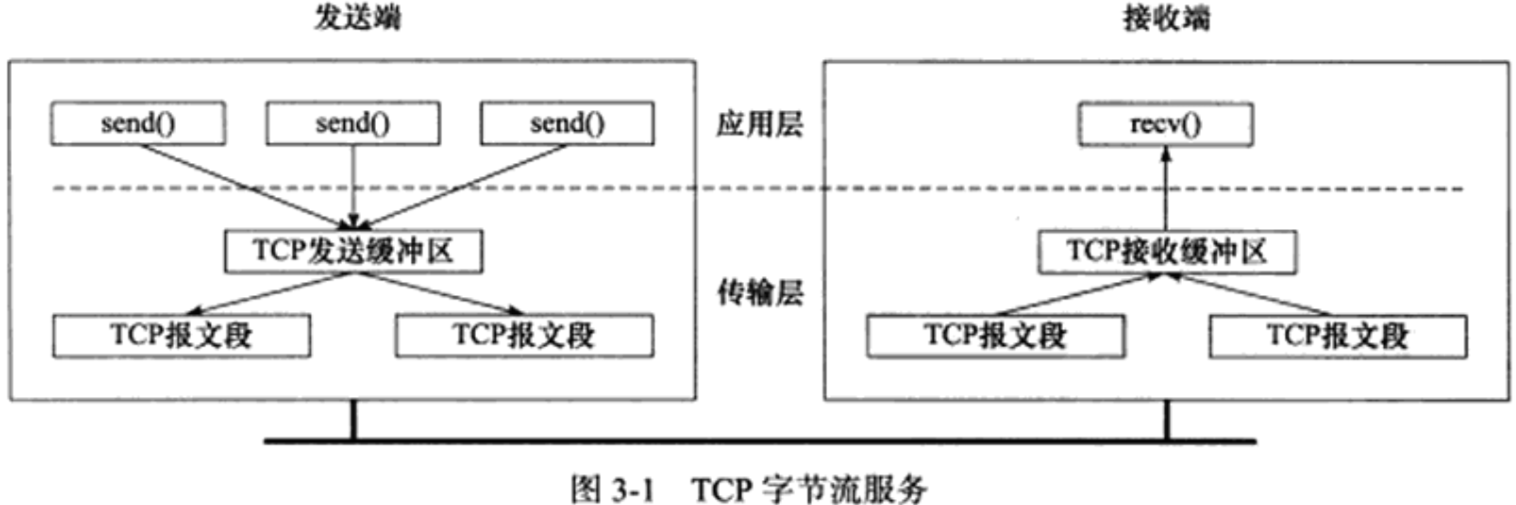 发送端 接收端
send() send() send() 应用层 recv()
TCP发送缓冲区 TCP接收缓冲区
传输层
TCP报文段 TCP报文段 TCP报文段 TCP报文段
图 3-1 TCP 字节流服务